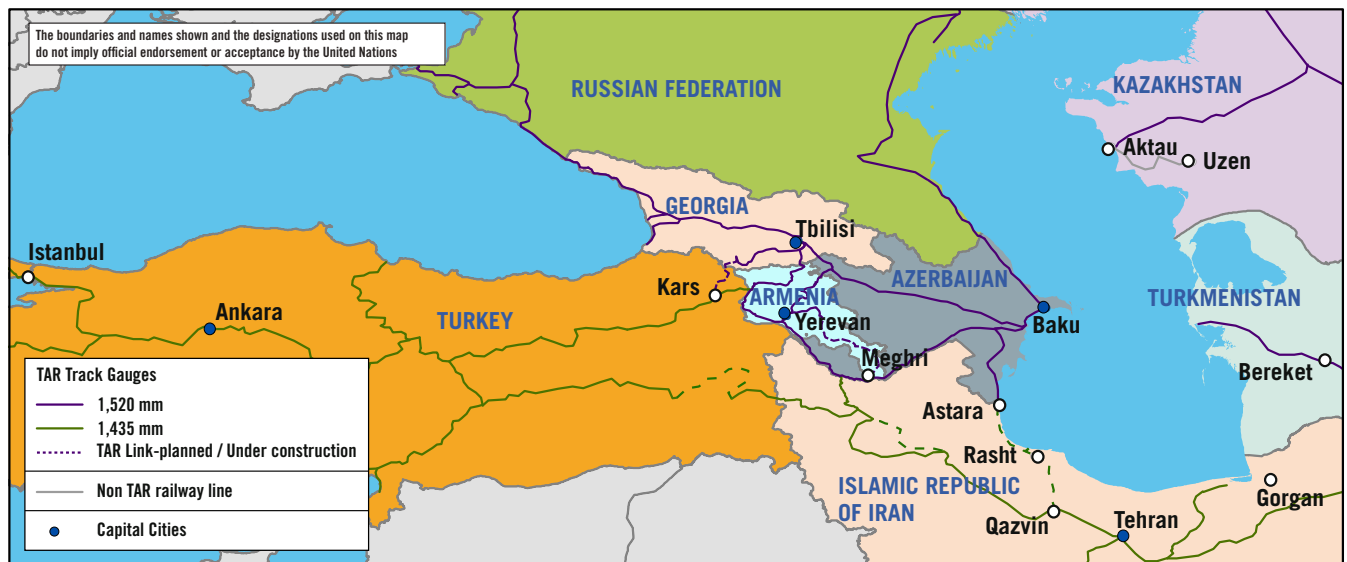 The boundaries and names shown and the designations used on this map
do not imply official endorsement or acceptance by the United Nations
RUSSIAN FEDERATION
KAZAKHSTAN
Aktau
Uzen
GEORGIA
Tbilisi
Istanbul
AZERBAIJAN
Kars
ARMENIA
TURKMENISTAN
Ankara
TURKEY
Yerevan
Baku
Meghri
Bereket
TAR Track Gauges
1,520 mm
1,435 mm
TAR Link-planned / Under construction
Non TAR railway line
Capital Cities
Astara
Rasht
ISLAMIC REPUBLIC
OF IRAN
Gorgan
Qazvin
Tehran